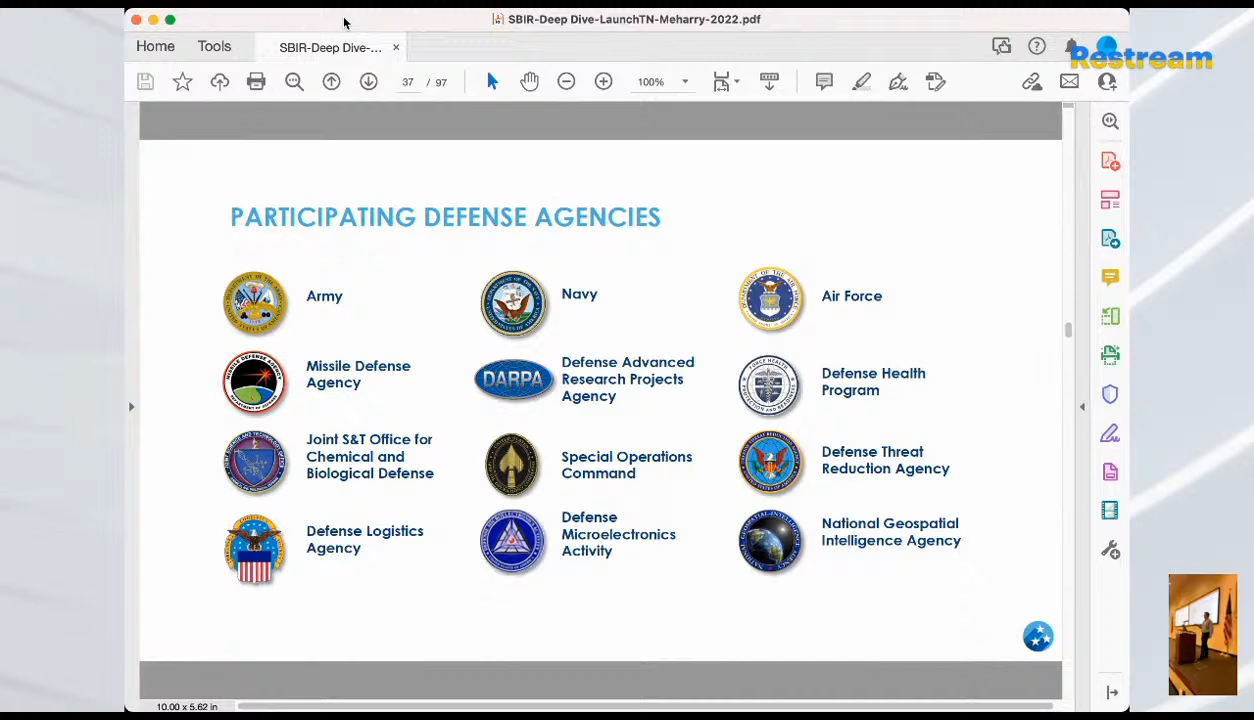 SBIR-Deep Dive-LaunchTN-Meharry-2022.pdf
Home
Tools
SBIR-Deep Dive-...
Restream
37 / 97
100%
PARTICIPATING DEFENSE AGENCIES
Army
Navy
Air Force
Missile Defense
Agency
DARPA
Defense Advanced
Research Projects
Agency
Defense Health
Program
Joint S&T Office for
Chemical and
Biological Defense
Special Operations
Command
Defense Threat
Reduction Agency
Defense Logistics
Agency
Defense
Microelectronics
Activity
National Geospatial
Intelligence Agency
10.00 x 5.62 in